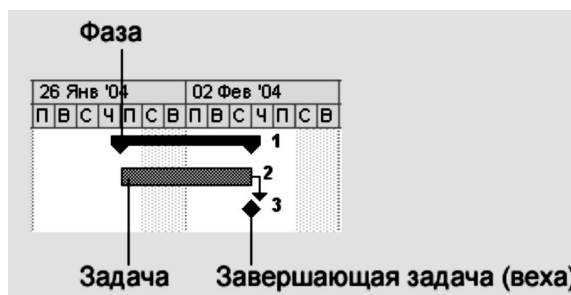 Фаза
26 Янв '04 02 Фев '04
П В С Ч П С В П В С Ч П С В
1
2
3
Задача Завершающая задача (веха)